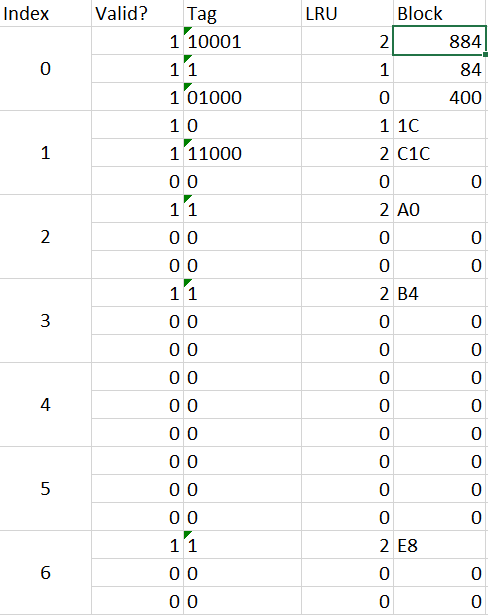 Index Valid? Tag LRU Block
1 10001 2 884
0 1 1 1 84
1 01000 0 400
1 0 1 1C
1 1 11000 2 C1C
0 0 0 0
1 1 2 A0
2 0 0 0 0
0 0 0 0
1 1 2 B4
3 0 0 0 0
0 0 0 0
0 0 0 0
4 0 0 0 0
0 0 0 0
0 0 0 0
5 0 0 0 0
0 0 0 0
1 1 2 E8
6 0 0 0 0
0 0 0 0